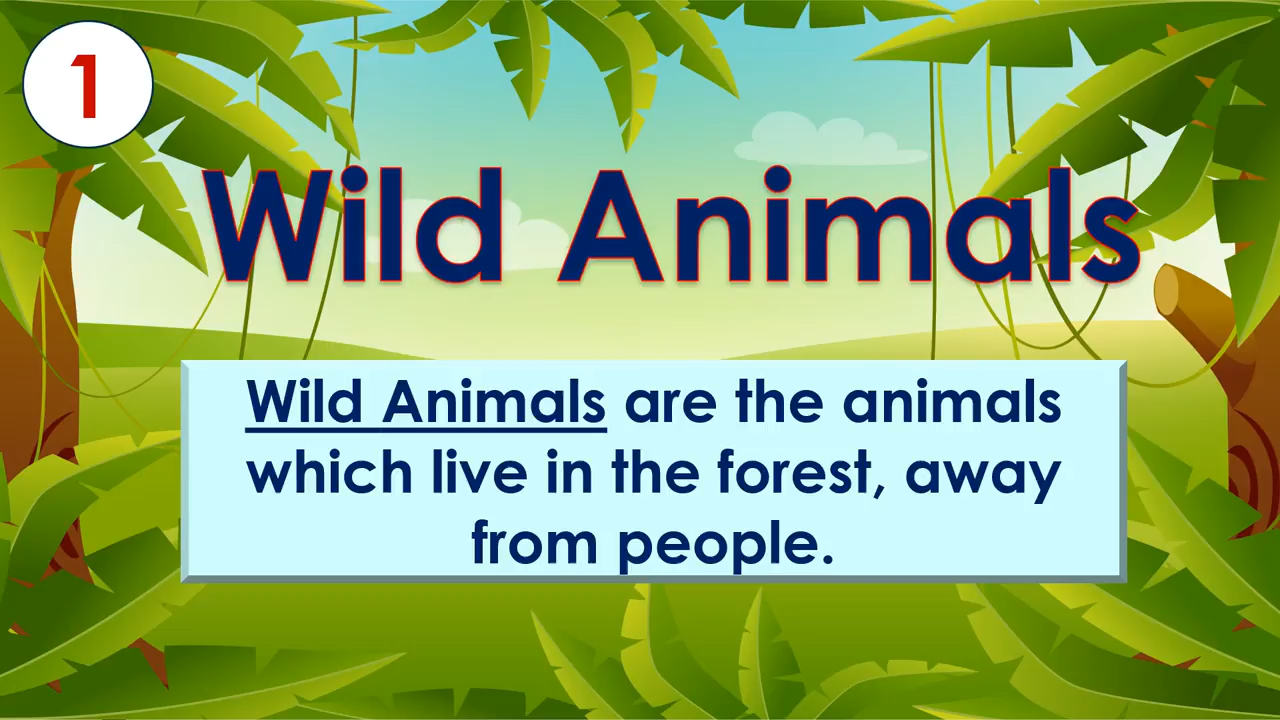 1
Wild Animals
Wild Animals are the animals
which live in the forest, away
from people.